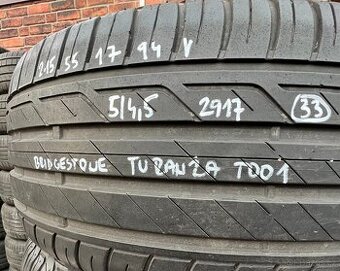 215 55 17 94 V
5/4,5 2917 33
BRIDGESTONE TURANZA T001